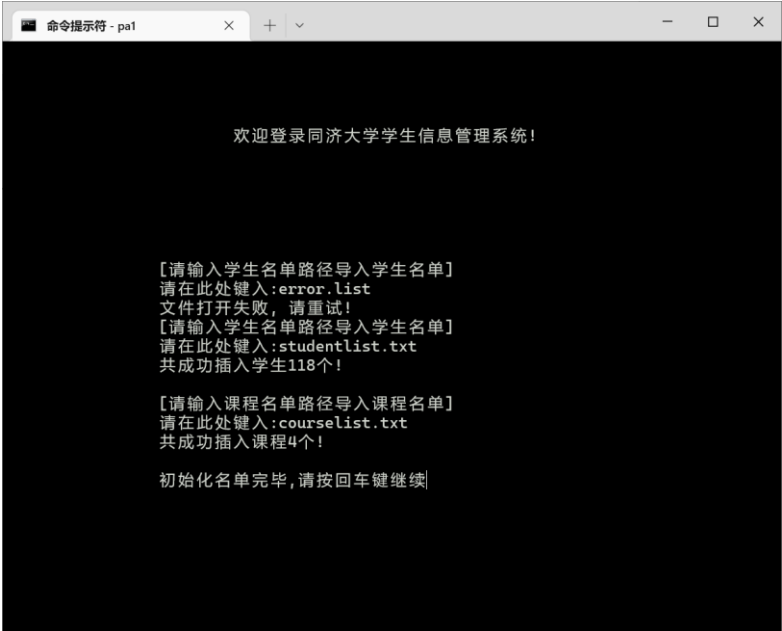 命令提示符 - pa1
欢迎登录同济大学学生信息管理系统!
[请输入学生名单路径导入学生名单]
请在此处键入:error.list
文件打开失败, 请重试!
[请输入学生名单路径导入学生名单]
请在此处键入:studentlist.txt
共成功插入学生118个!
[请输入课程名单路径导入课程名单]
请在此处键入:courselist.txt
共成功插入课程4个!
初始化名单完毕,请按回车键继续